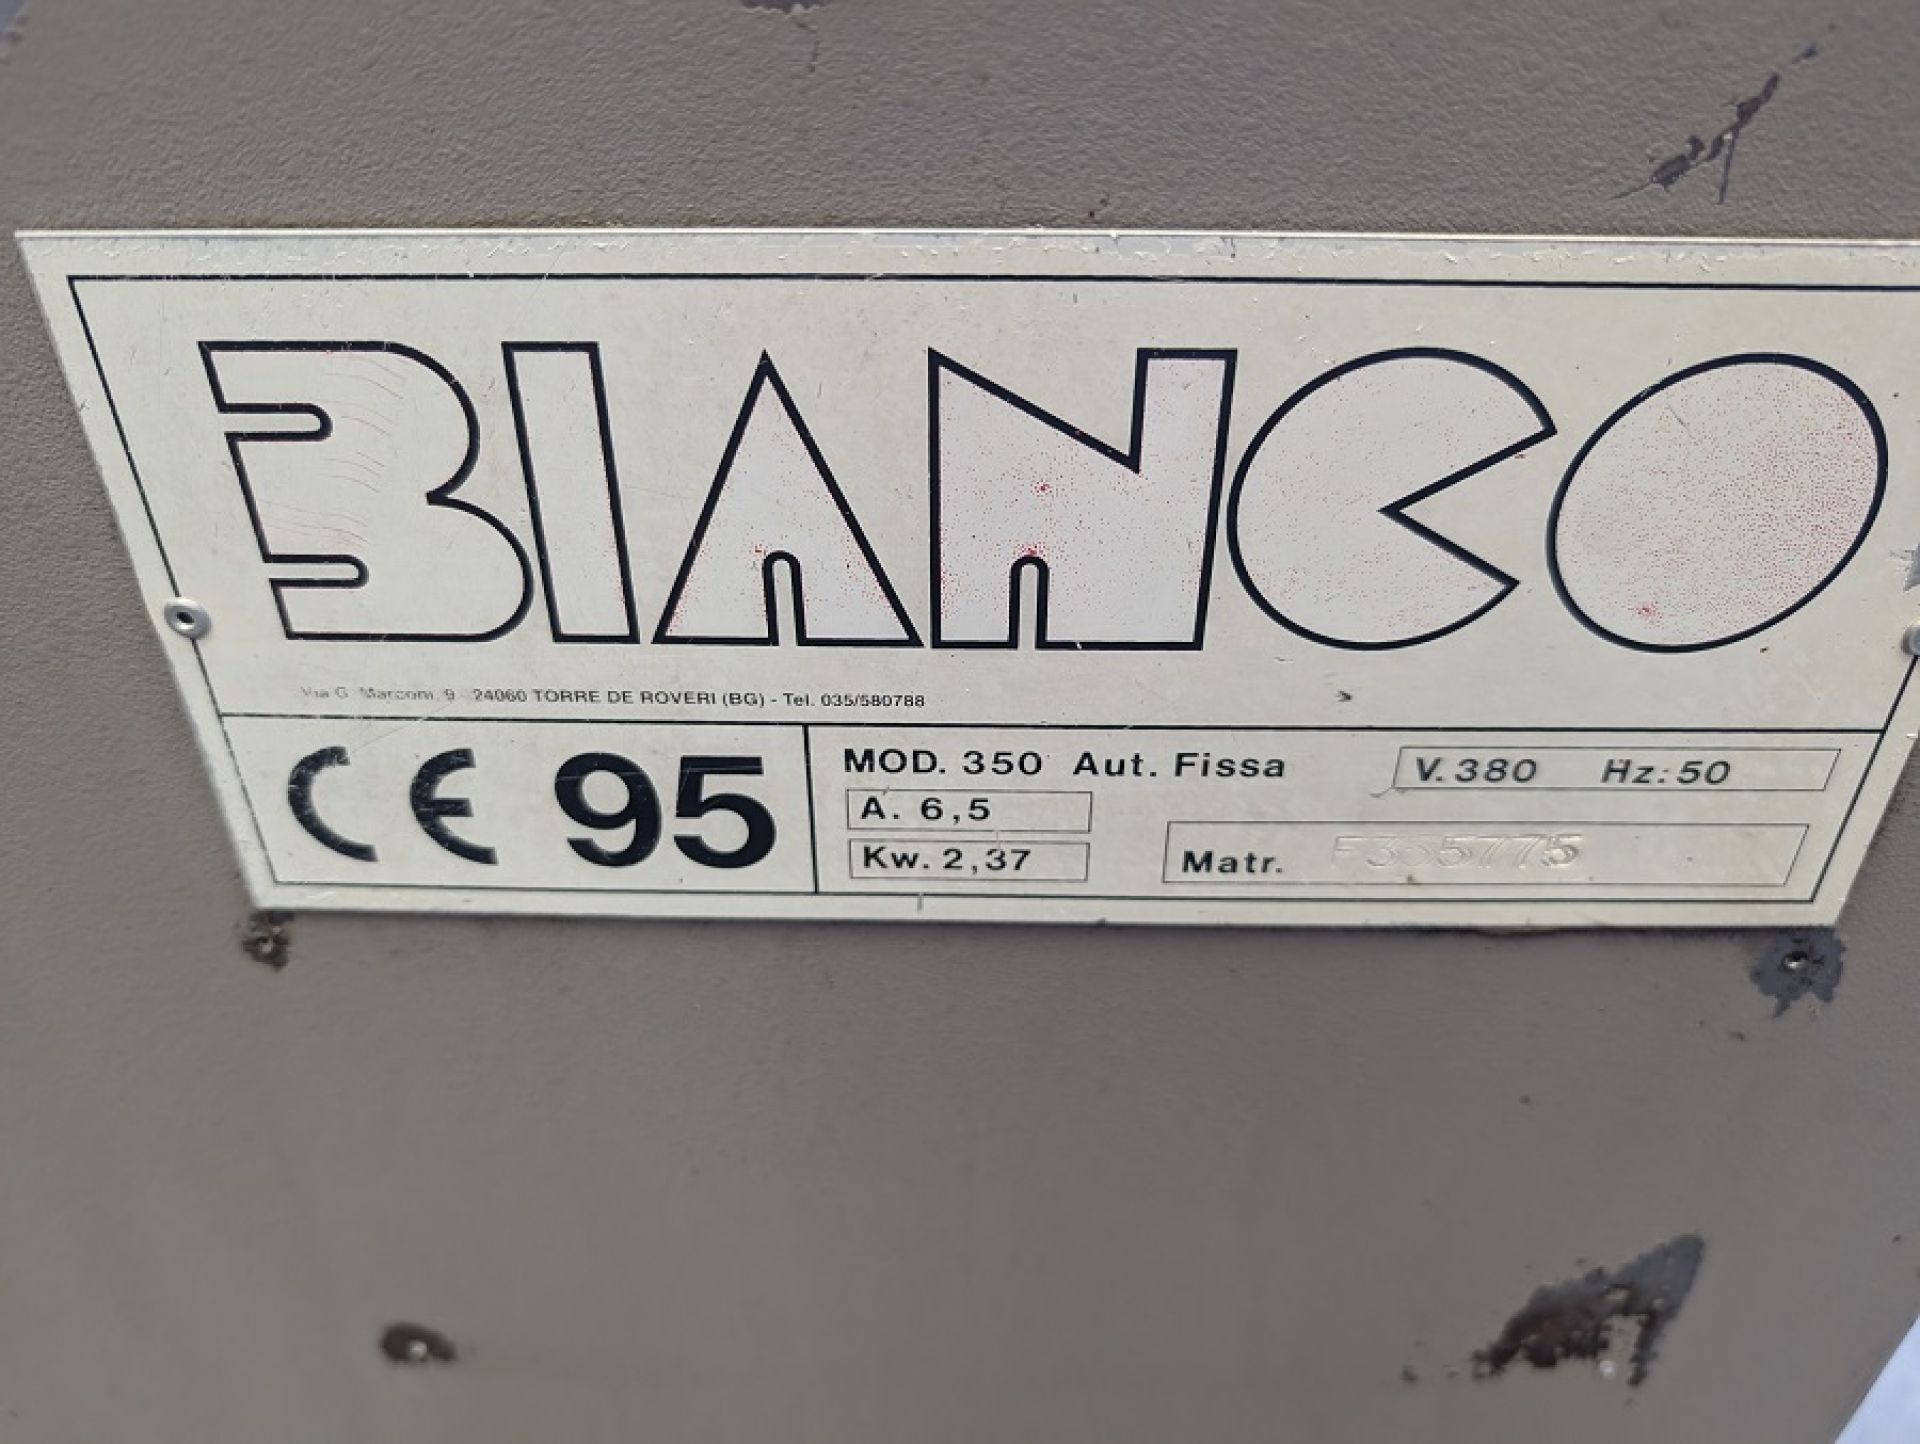 BIANCO
Via G. Marconi, 9 - 24060 TORRE DE ROVERI (BG) - Tel. 035/580788
CE 95
MOD. 350 Aut. Fissa V.380 Hz:50
A. 6,5
Kw. 2,37
Matr.